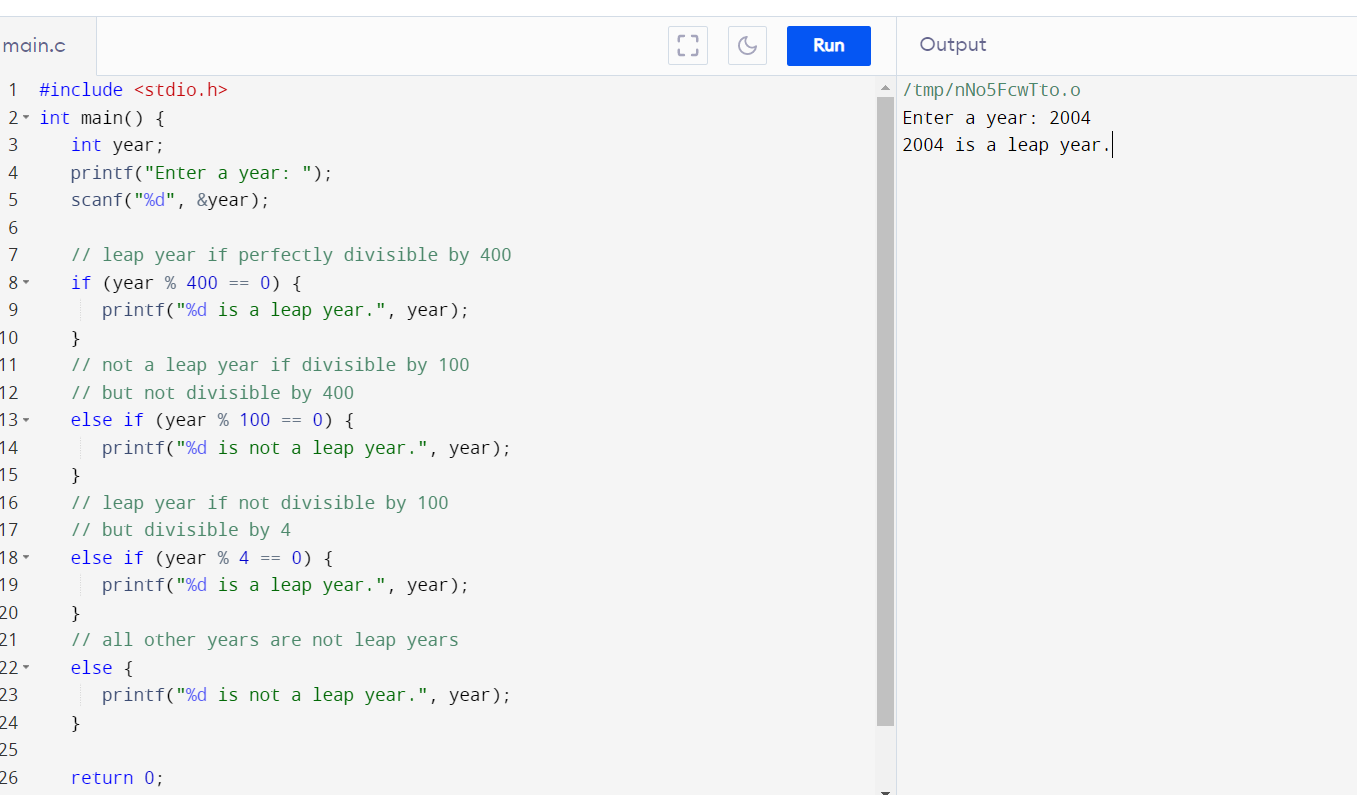 main.c
Run
Output
1 #include <stdio.h>
2 int main() {
3 int year;
4 printf("Enter a year: ");
5 scanf("%d", &year);
6
7 // leap year if perfectly divisible by 400
8 if (year % 400 == 0) {
9 printf("%d is a leap year.", year);
10 }
11 // not a leap year if divisible by 100
12 // but not divisible by 400
13 else if (year % 100 == 0) {
14 printf("%d is not a leap year.", year);
15 }
16 // leap year if not divisible by 100
17 // but divisible by 4
18 else if (year % 4 == 0) {
19 printf("%d is a leap year.", year);
20 }
21 // all other years are not leap years
22 else {
23 printf("%d is not a leap year.", year);
24 }
25
26 return 0;
/tmp/nNo5FcwTto.o
Enter a year: 2004
2004 is a leap year.